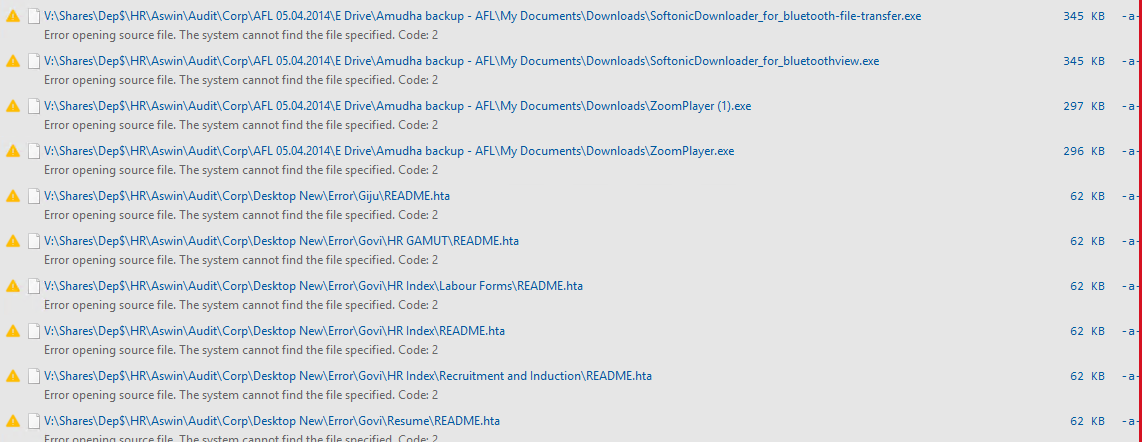 V:\Shares\Dep$\HR\Aswin\Audit\Corp\AFL 05.04.2014\E Drive\Amudha backup - AFL\My Documents\Downloads\SoftonicDownloader_for_bluetooth-file-transfer.exe 345 KB -a-
Error opening source file. The system cannot find the file specified. Code: 2
V:\Shares\Dep$\HR\Aswin\Audit\Corp\AFL 05.04.2014\E Drive\Amudha backup - AFL\My Documents\Downloads\SoftonicDownloader_for_bluetoothview.exe 345 KB -a-
Error opening source file. The system cannot find the file specified. Code: 2
V:\Shares\Dep$\HR\Aswin\Audit\Corp\AFL 05.04.2014\E Drive\Amudha backup - AFL\My Documents\Downloads\ZoomPlayer (1).exe 297 KB -a-
Error opening source file. The system cannot find the file specified. Code: 2
V:\Shares\Dep$\HR\Aswin\Audit\Corp\AFL 05.04.2014\E Drive\Amudha backup - AFL\My Documents\Downloads\ZoomPlayer.exe 296 KB -a-
Error opening source file. The system cannot find the file specified. Code: 2
V:\Shares\Dep$\HR\Aswin\Audit\Corp\Desktop New\Error\Giju\README.hta 62 KB -a-
Error opening source file. The system cannot find the file specified. Code: 2
V:\Shares\Dep$\HR\Aswin\Audit\Corp\Desktop New\Error\Govi\HR GAMUT\README.hta 62 KB -a-
Error opening source file. The system cannot find the file specified. Code: 2
V:\Shares\Dep$\HR\Aswin\Audit\Corp\Desktop New\Error\Govi\HR Index\Labour Forms\README.hta 62 KB -a-
Error opening source file. The system cannot find the file specified. Code: 2
V:\Shares\Dep$\HR\Aswin\Audit\Corp\Desktop New\Error\Govi\HR Index\README.hta 62 KB -a-
Error opening source file. The system cannot find the file specified. Code: 2
V:\Shares\Dep$\HR\Aswin\Audit\Corp\Desktop New\Error\Govi\HR Index\Recruitment and Induction\README.hta 62 KB -a-
Error opening source file. The system cannot find the file specified. Code: 2
V:\Shares\Dep$\HR\Aswin\Audit\Corp\Desktop New\Error\Govi\Resume\README.hta 62 KB -a-
Error opening source file. The system cannot find the file specified. Code: 2